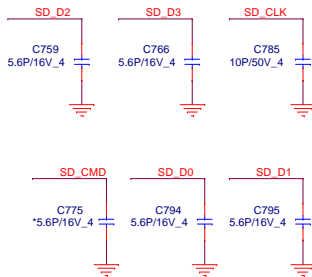 SD_D2 SD_D3 SD_CLK
C759 C766 C785
5.6P/16V_4 5.6P/16V_4 10P/50V_4
SD_CMD SD_D0 SD_D1
C775 C794 C795
*5.6P/16V_4 5.6P/16V_4 5.6P/16V_4